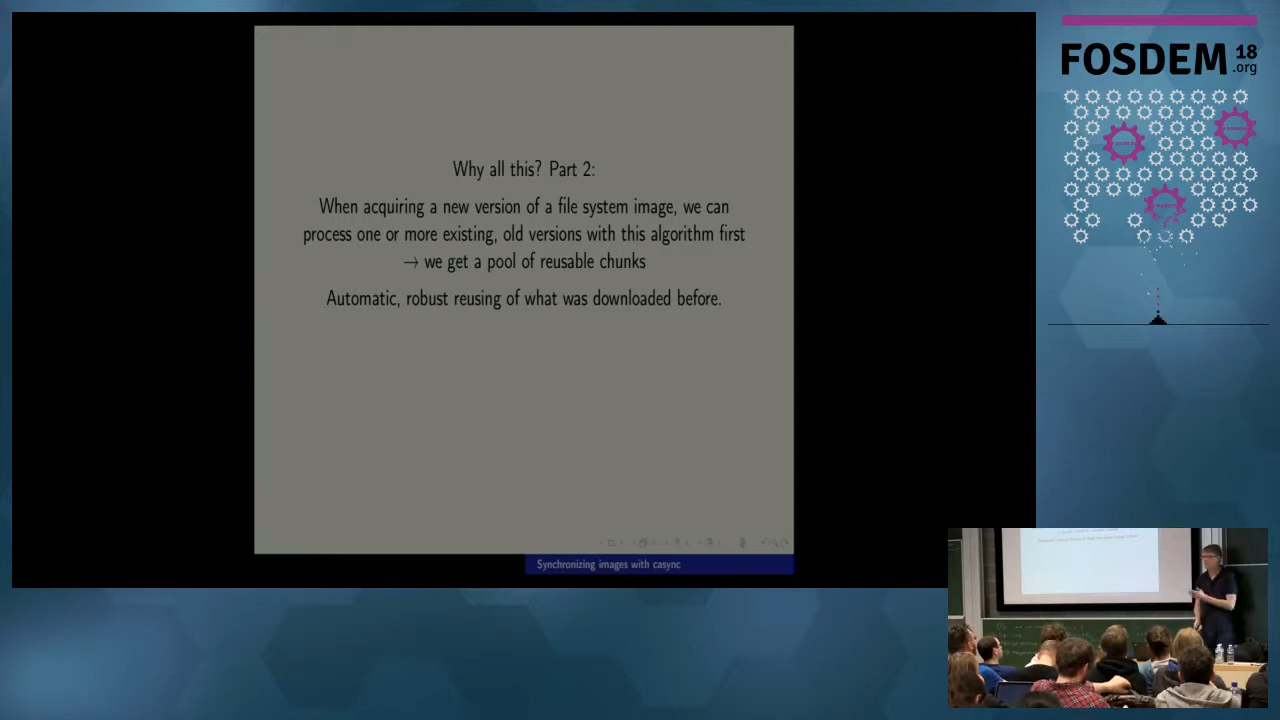 Why all this? Part 2:
When acquiring a new version of a file system image, we can
process one or more existing, old versions with this algorithm first
→ we get a pool of reusable chunks
Automatic, robust reusing of what was downloaded before.
Synchronizing images with casync
FOSDEM 18
.org